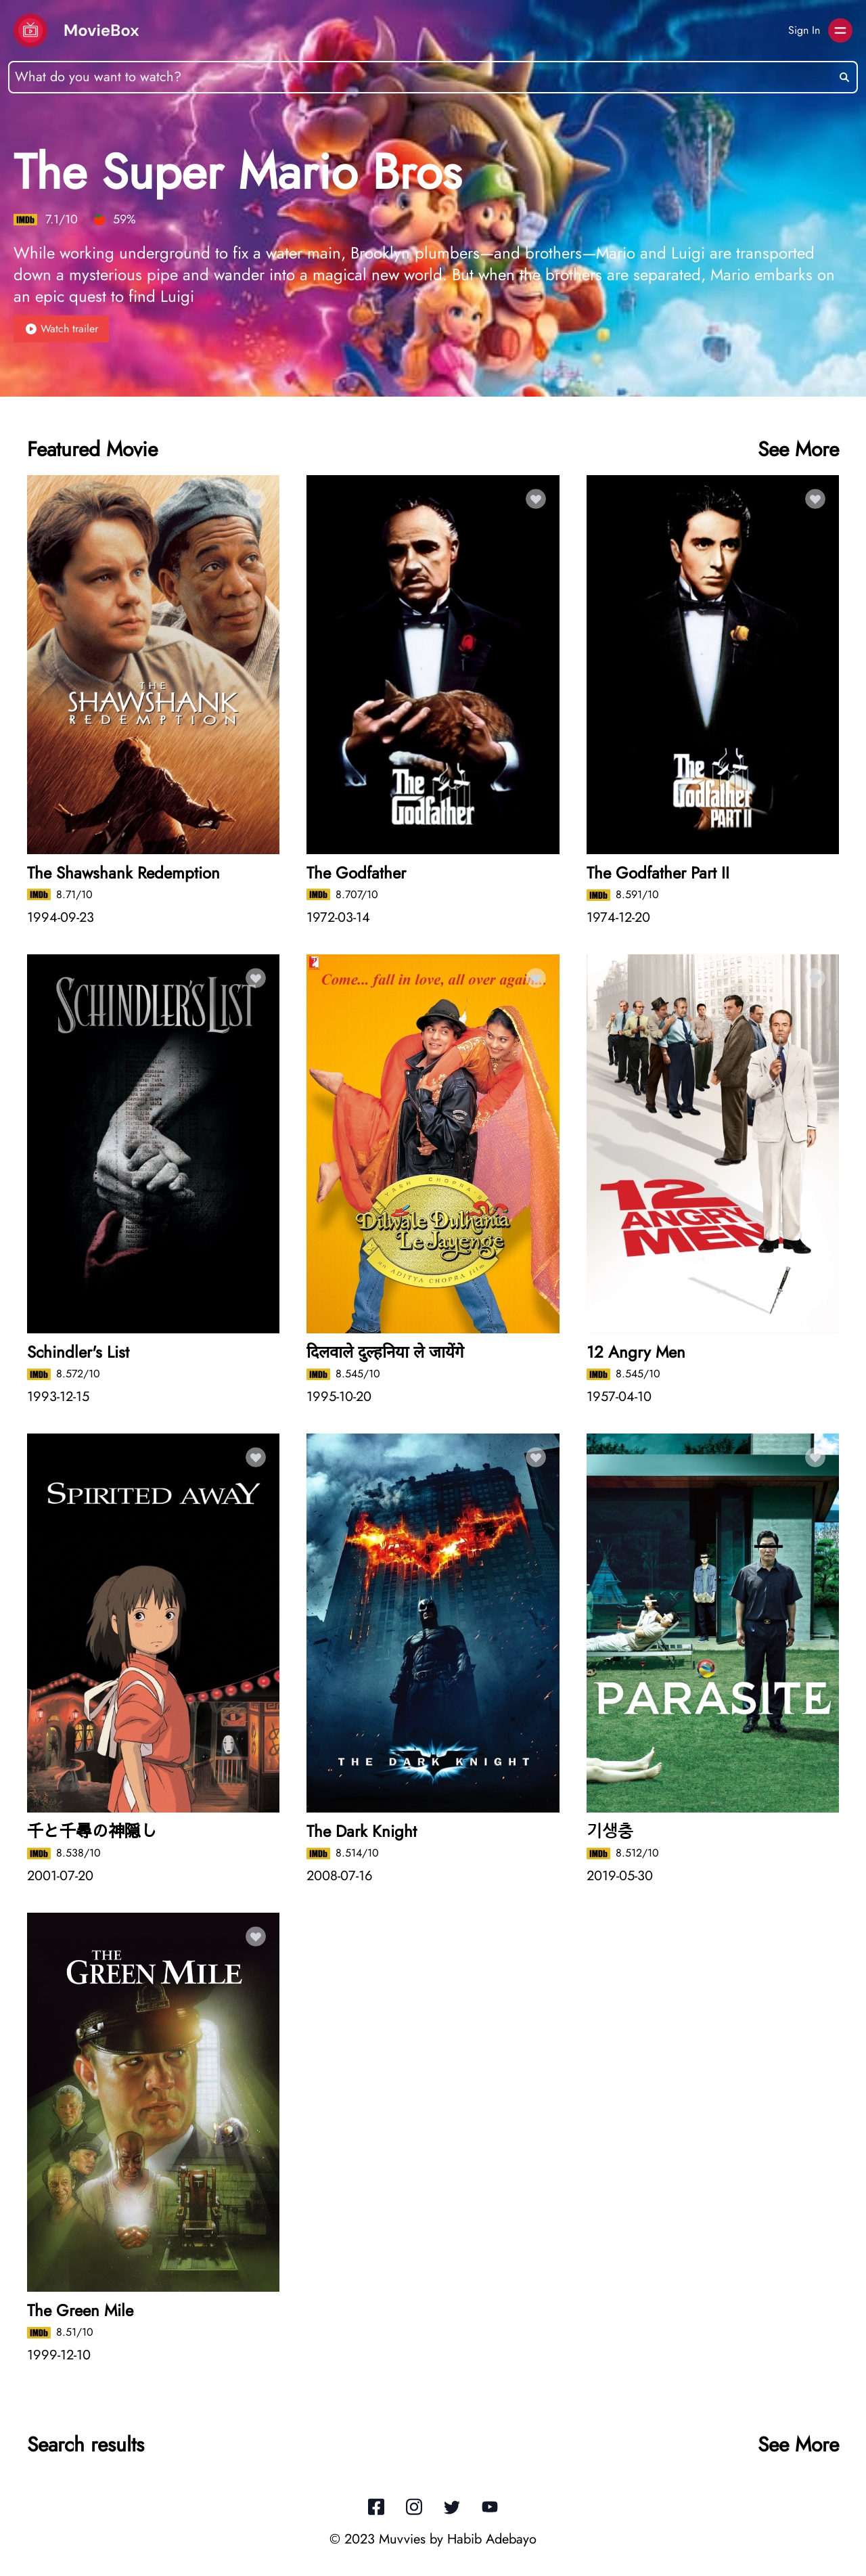 MovieBox
Sign In
What do you want to watch?
The Super Mario Bros
IMDb 7.1/10 59%
While working underground to fix a water main, Brooklyn plumbers—and brothers—Mario and Luigi are transported
down a mysterious pipe and wander into a magical new world. But when the brothers are separated, Mario embarks on
an epic quest to find Luigi
Watch trailer
Featured Movie
See More
THE
SHAWSHANK
REDEMPTION
The
Godfather
The
Godfather
PART II
The Shawshank Redemption
IMDb 8.71/10
1994-09-23
The Godfather
IMDb 8.707/10
1972-03-14
The Godfather Part II
IMDb 8.591/10
1974-12-20
SCHINDLER'S LIST
Come... fall in love, all over again...
YASH CHOPRA'S
Dilwale Dulhania
Le Jayenge
an ADITYA CHOPRA film
12
ANGRY
MEN
Schindler's List
IMDb 8.572/10
1993-12-15
दिलवाले दुल्हनिया ले जायेंगे
IMDb 8.545/10
1995-10-20
12 Angry Men
IMDb 8.545/10
1957-04-10
SPIRITED AWAY
THE DARK KNIGHT
PARASITE
千と千尋の神隠し
IMDb 8.538/10
2001-07-20
The Dark Knight
IMDb 8.514/10
2008-07-16
기생충
IMDb 8.512/10
2019-05-30
THE
GREEN MILE
The Green Mile
IMDb 8.51/10
1999-12-10
Search results
See More
© 2023 Muvvies by Habib Adebayo